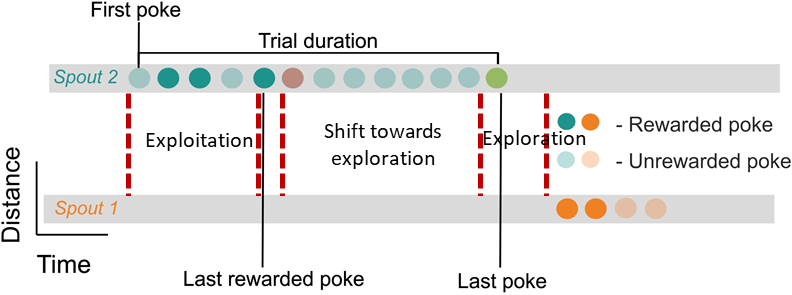 First poke
Trial duration
Spout 2
Exploitation
Shift towards
exploration
Exploration
- Rewarded poke
- Unrewarded poke
Distance
Spout 1
Time
Last rewarded poke
Last poke